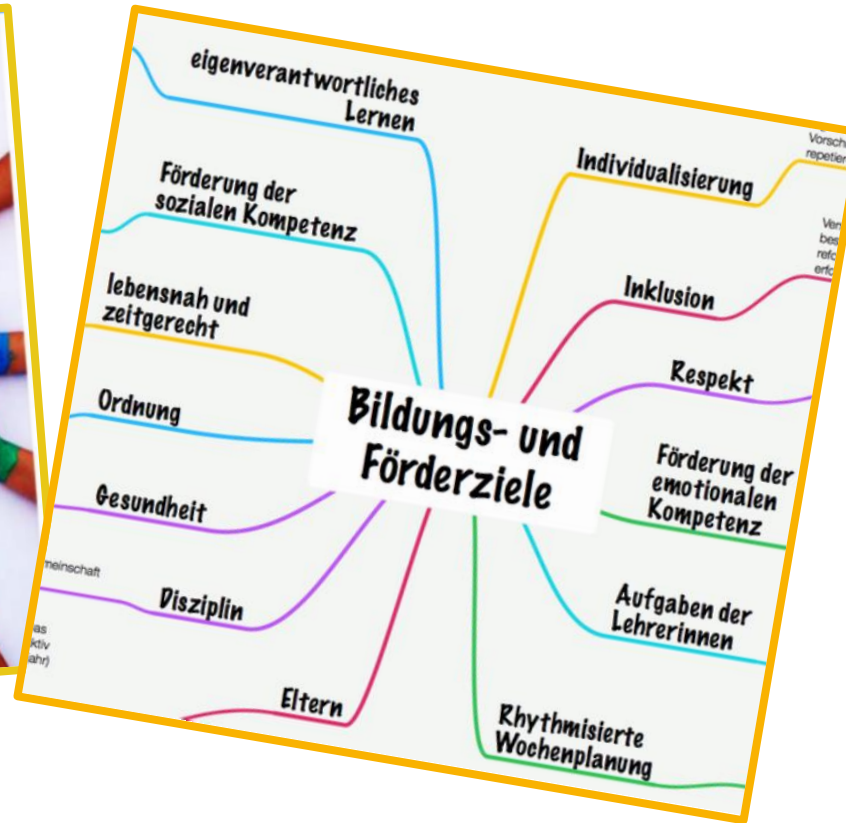 eigenverantwortliches
Lernen
Förderung der
sozialen Kompetenz
lebensnah und
zeitgerecht
Ordnung
Gesundheit
Disziplin
Eltern
Bildungs- und
Förderziele
Individualisierung
Inklusion
Respekt
Förderung der
emotionalen
Kompetenz
Aufgaben der
Lehrerinnen
Rhythmisierte
Wochenplanung